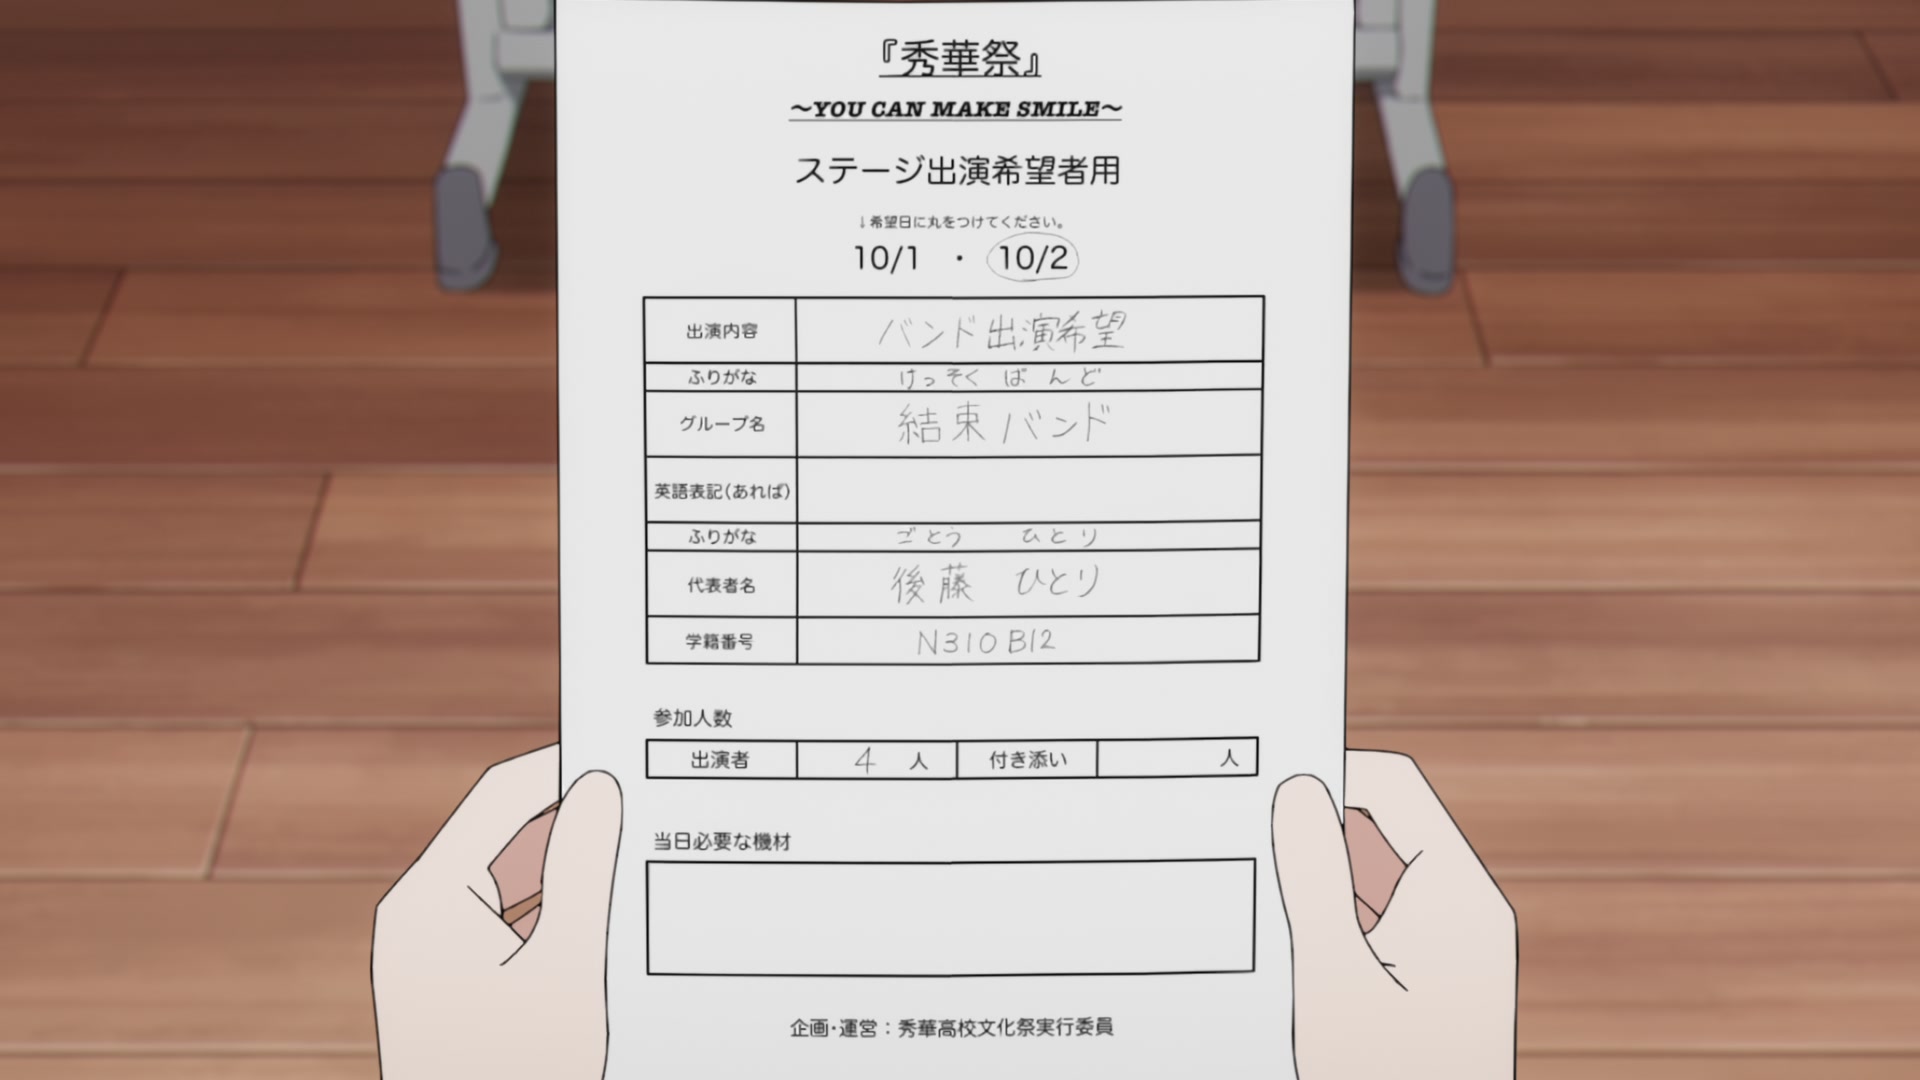 『秀華祭』
～YOU CAN MAKE SMILE～
ステージ出演希望者用
↓希望日に丸をつけてください。
10/1 ・ 10/2
出演内容 バンド出演希望
ふりがな けっそく ばんど
グループ名 結束バンド
英語表記(あれば)
ふりがな ごとう ひとり
代表者名 後藤 ひとり
学籍番号 N310B12
参加人数
出演者 4 人 付き添い 人
当日必要な機材
企画・運営：秀華高校文化祭実行委員